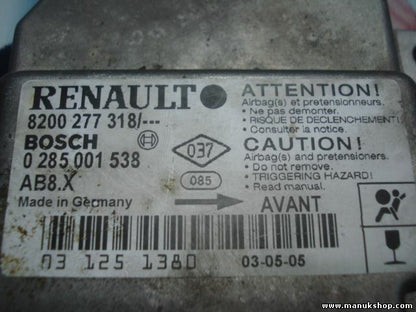 RENAULT
8200 277 318/---
BOSCH
0 285 001 538
AB8.X
Made in Germany
037
085
ATTENTION!
Airbag(s) et pretensionneurs.
• Ne pas demonter.
• RISQUE DE DECLENCHEMENT!
• Consulter la notice.
CAUTION!
Airbag(s) and pretensioners.
• Do not remove.
• TRIGGERING HAZARD!
• Read manual.
AVANT
03 1251 1380
03-05-05
www.manukshop.com